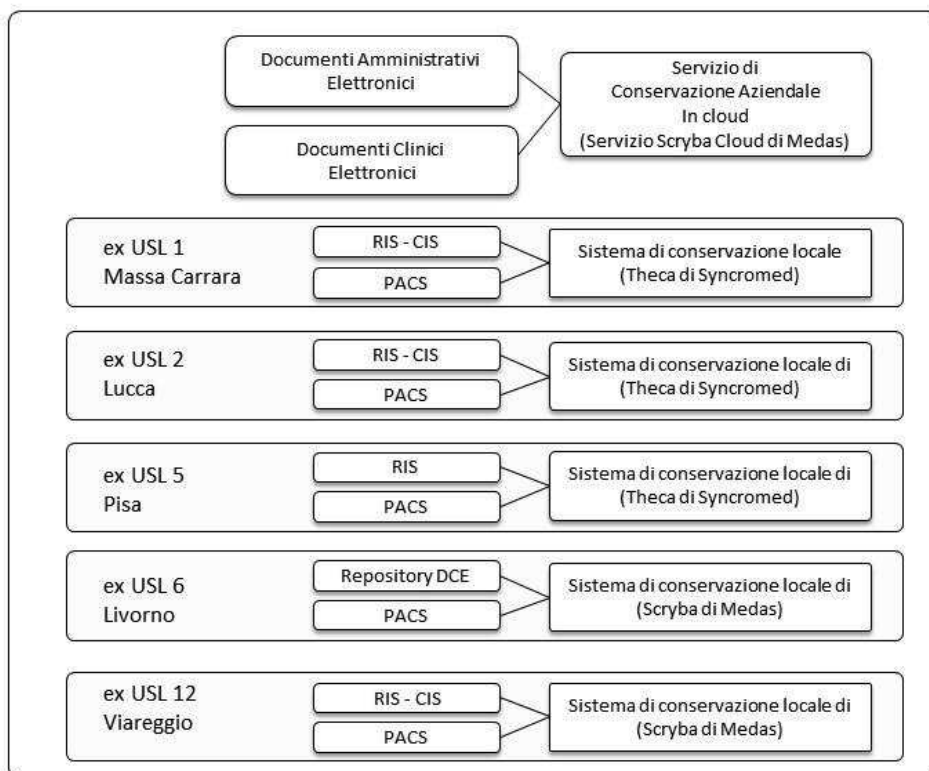 Documenti Amministrativi
Elettronici
Documenti Clinici
Elettronici
Servizio di
Conservazione Aziendale
In cloud
(Servizio Scryba Cloud di Medas)
ex USL 1
Massa Carrara
RIS - CIS
PACS
Sistema di conservazione locale
(Theca di Syncromed)
ex USL 2
Lucca
RIS - CIS
PACS
Sistema di conservazione locale di
(Theca di Syncromed)
ex USL 5
Pisa
RIS
PACS
Sistema di conservazione locale di
(Theca di Syncromed)
ex USL 6
Livorno
Repository DCE
PACS
Sistema di conservazione locale di
(Scryba di Medas)
ex USL 12
Viareggio
RIS - CIS
PACS
Sistema di conservazione locale di
(Scryba di Medas)